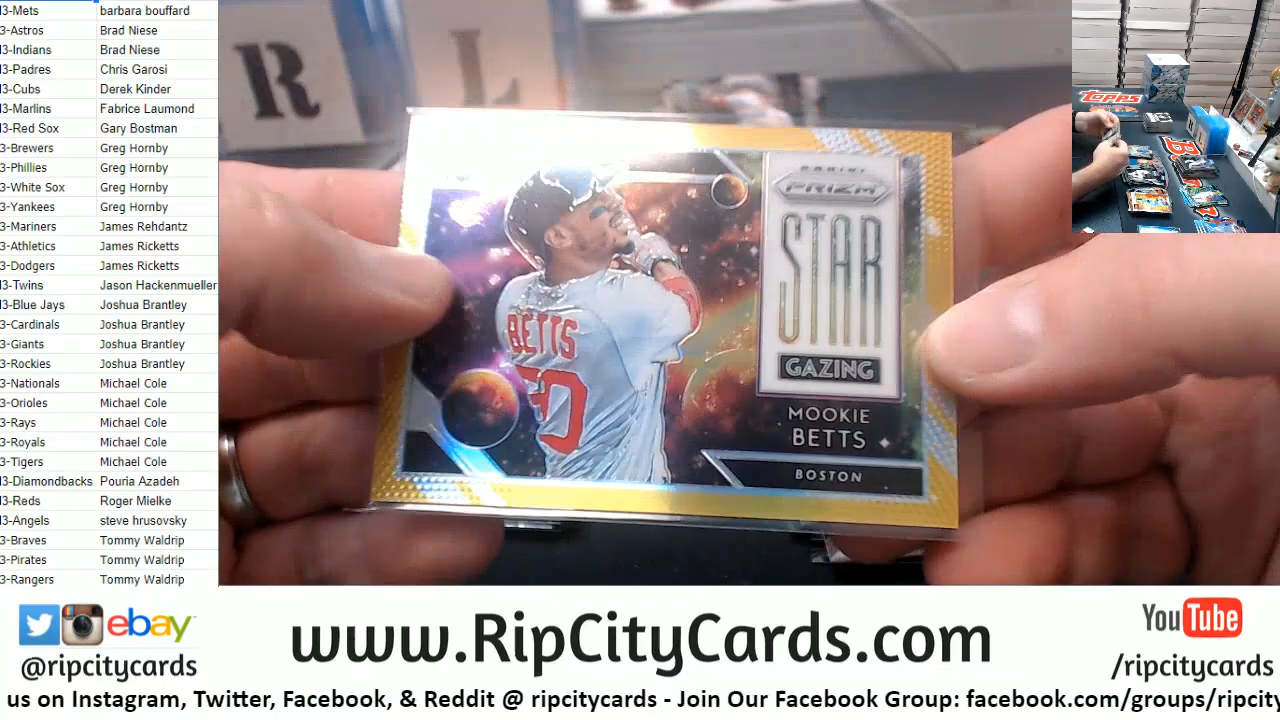 3-Mets barbara bouffard
3-Astros Brad Niese
3-Indians Brad Niese
3-Padres Chris Garosi
3-Cubs Derek Kinder
3-Marlins Fabrice Laumond
3-Red Sox Gary Bostman
3-Brewers Greg Hornby
3-Phillies Greg Hornby
3-White Sox Greg Hornby
3-Yankees Greg Hornby
3-Mariners James Rehdantz
3-Athletics James Ricketts
3-Dodgers James Ricketts
3-Twins Jason Hackenmueller
3-Blue Jays Joshua Brantley
3-Cardinals Joshua Brantley
3-Giants Joshua Brantley
3-Rockies Joshua Brantley
3-Nationals Michael Cole
3-Orioles Michael Cole
3-Rays Michael Cole
3-Royals Michael Cole
3-Tigers Michael Cole
3-Diamondbacks Pouria Azadeh
3-Reds Roger Mielke
3-Angels steve hrusovsky
3-Braves Tommy Waldrip
3-Pirates Tommy Waldrip
3-Rangers Tommy Waldrip
R L
PANINI
PRIZM
STAR
GAZING
MOOKIE
BETTS
BOSTON
BETTS
50
Topps
ebay
@ripcitycards
www.RipCityCards.com
YouTube
/ripcitycards
us on Instagram, Twitter, Facebook, & Reddit @ ripcitycards - Join Our Facebook Group: facebook.com/groups/ripcity